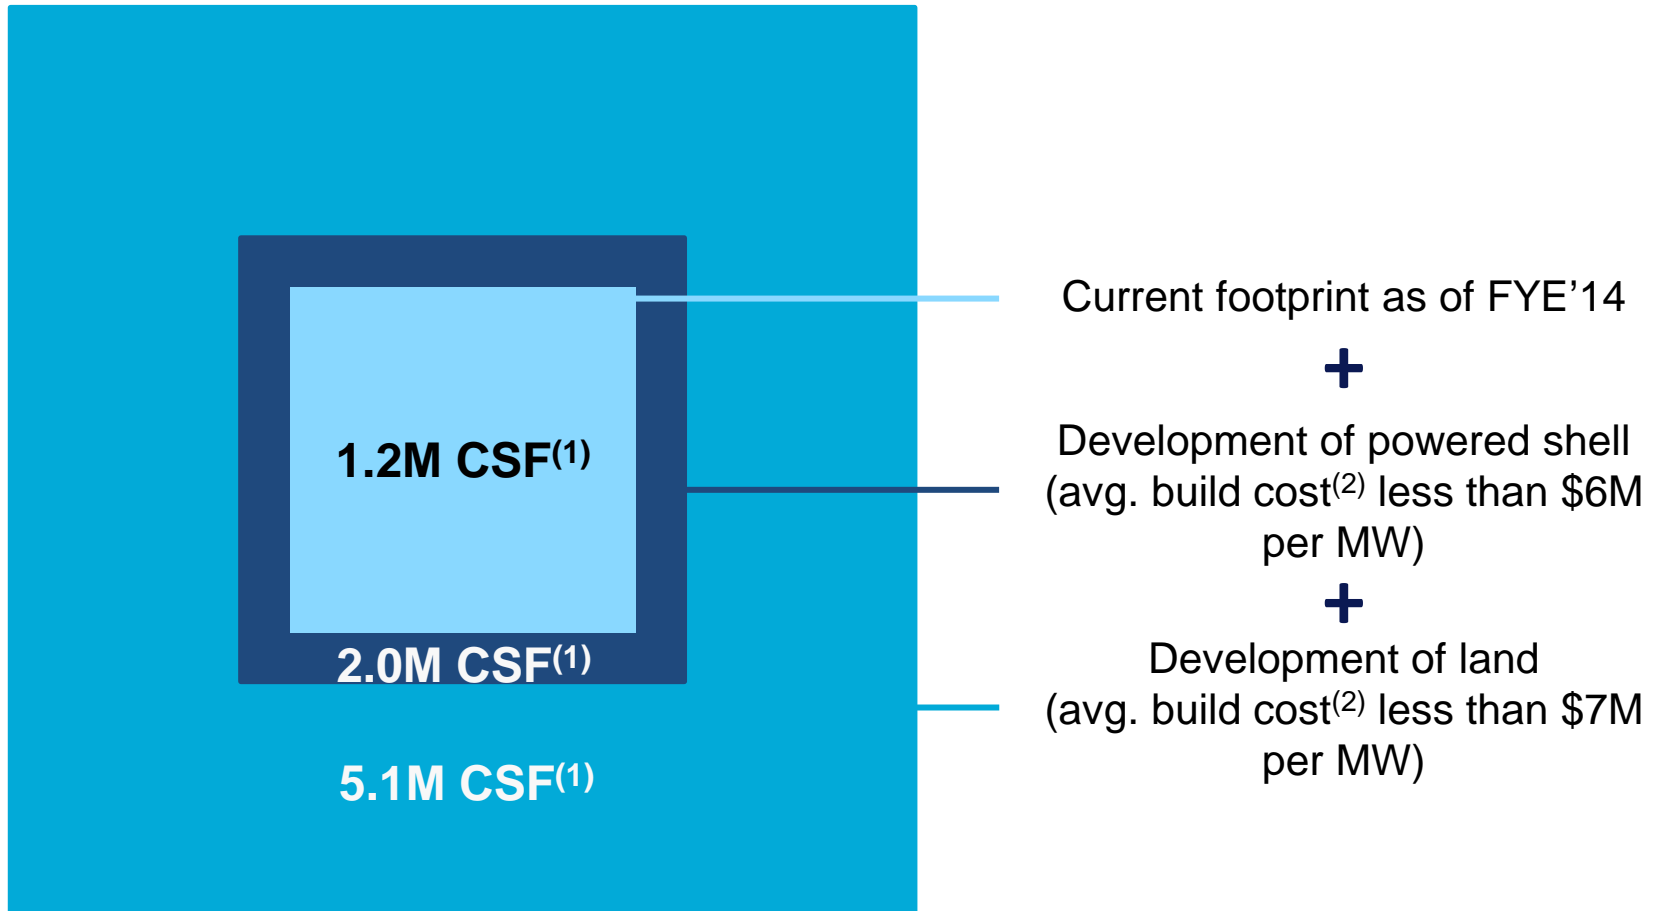 1.2M CSF(1)
2.0M CSF(1)
5.1M CSF(1)
Current footprint as of FYE’14
+
Development of powered shell
(avg. build cost(2) less than $6M
per MW)
+
Development of land
(avg. build cost(2) less than $7M
per MW)